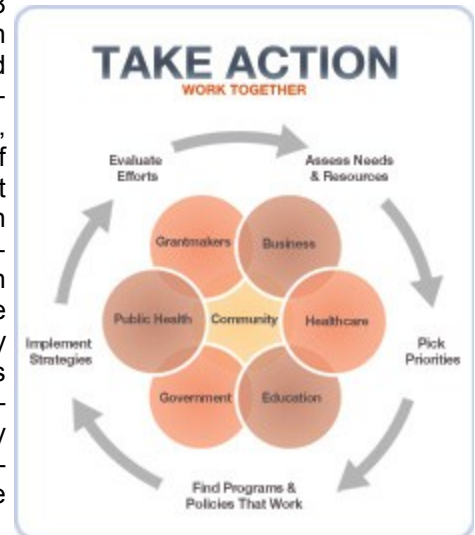 TAKE ACTION
WORK TOGETHER
Evaluate
Efforts
Assess Needs
& Resources
Grantmakers
Business
Public Health
Community
Healthcare
Implement
Strategies
Pick
Priorities
Government
Education
Find Programs &
Policies That Work